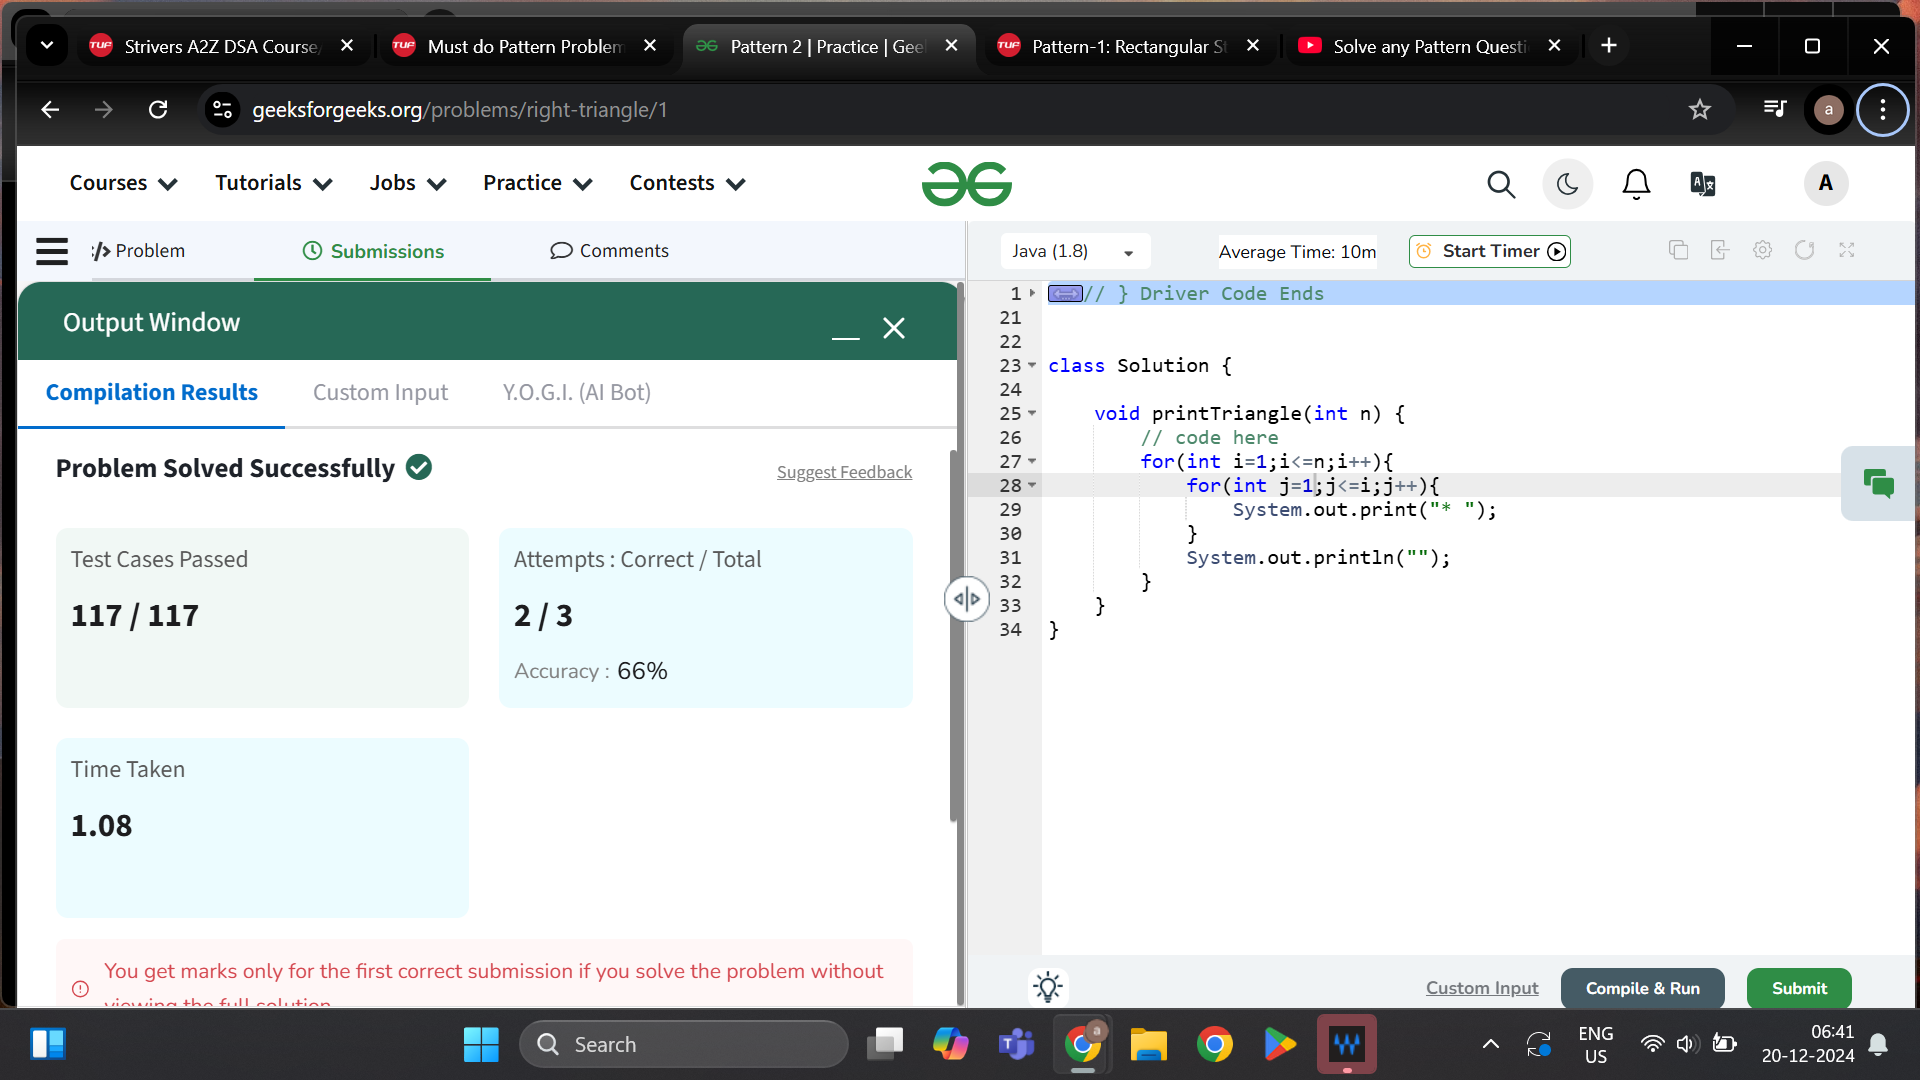 Strivers A2Z DSA Course,
Must do Pattern Problem
Pattern 2 | Practice | Gee
Pattern-1: Rectangular St
Solve any Pattern Questi
geeksforgeeks.org/problems/right-triangle/1
a
Courses
Tutorials
Jobs
Practice
Contests
A
</> Problem
Submissions
Comments
Java (1.8)
Average Time: 10m
Start Timer
Output Window
Compilation Results
Custom Input
Y.O.G.I. (AI Bot)
Problem Solved Successfully
Suggest Feedback
Test Cases Passed
117 / 117
Attempts : Correct / Total
2 / 3
Accuracy : 66%
Time Taken
1.08
You get marks only for the first correct submission if you solve the problem without
viewing the full solution
1 // } Driver Code Ends
21
22
23 class Solution {
24
25 void printTriangle(int n) {
26 // code here
27 for(int i=1;i<=n;i++){
28 for(int j=1;j<=i;j++){
29 System.out.print("* ");
30 }
31 System.out.println("");
32 }
33 }
34 }
Custom Input
Compile & Run
Submit
Search
ENG
US
06:41
20-12-2024